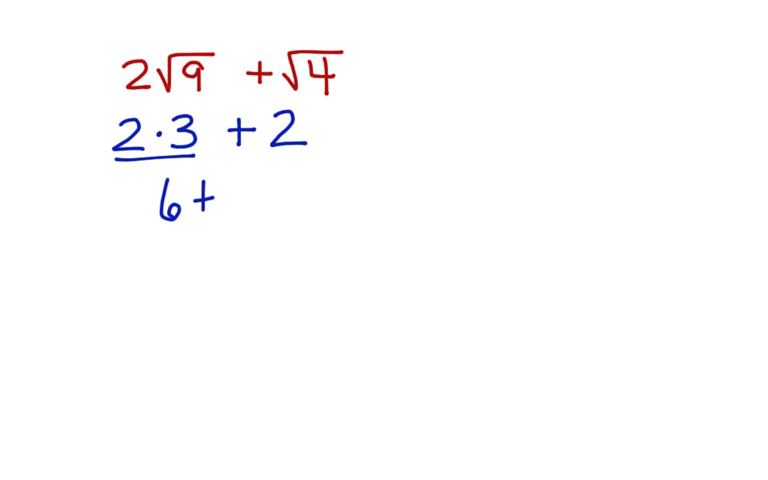 2√9 + √4
2·3 + 2
6+